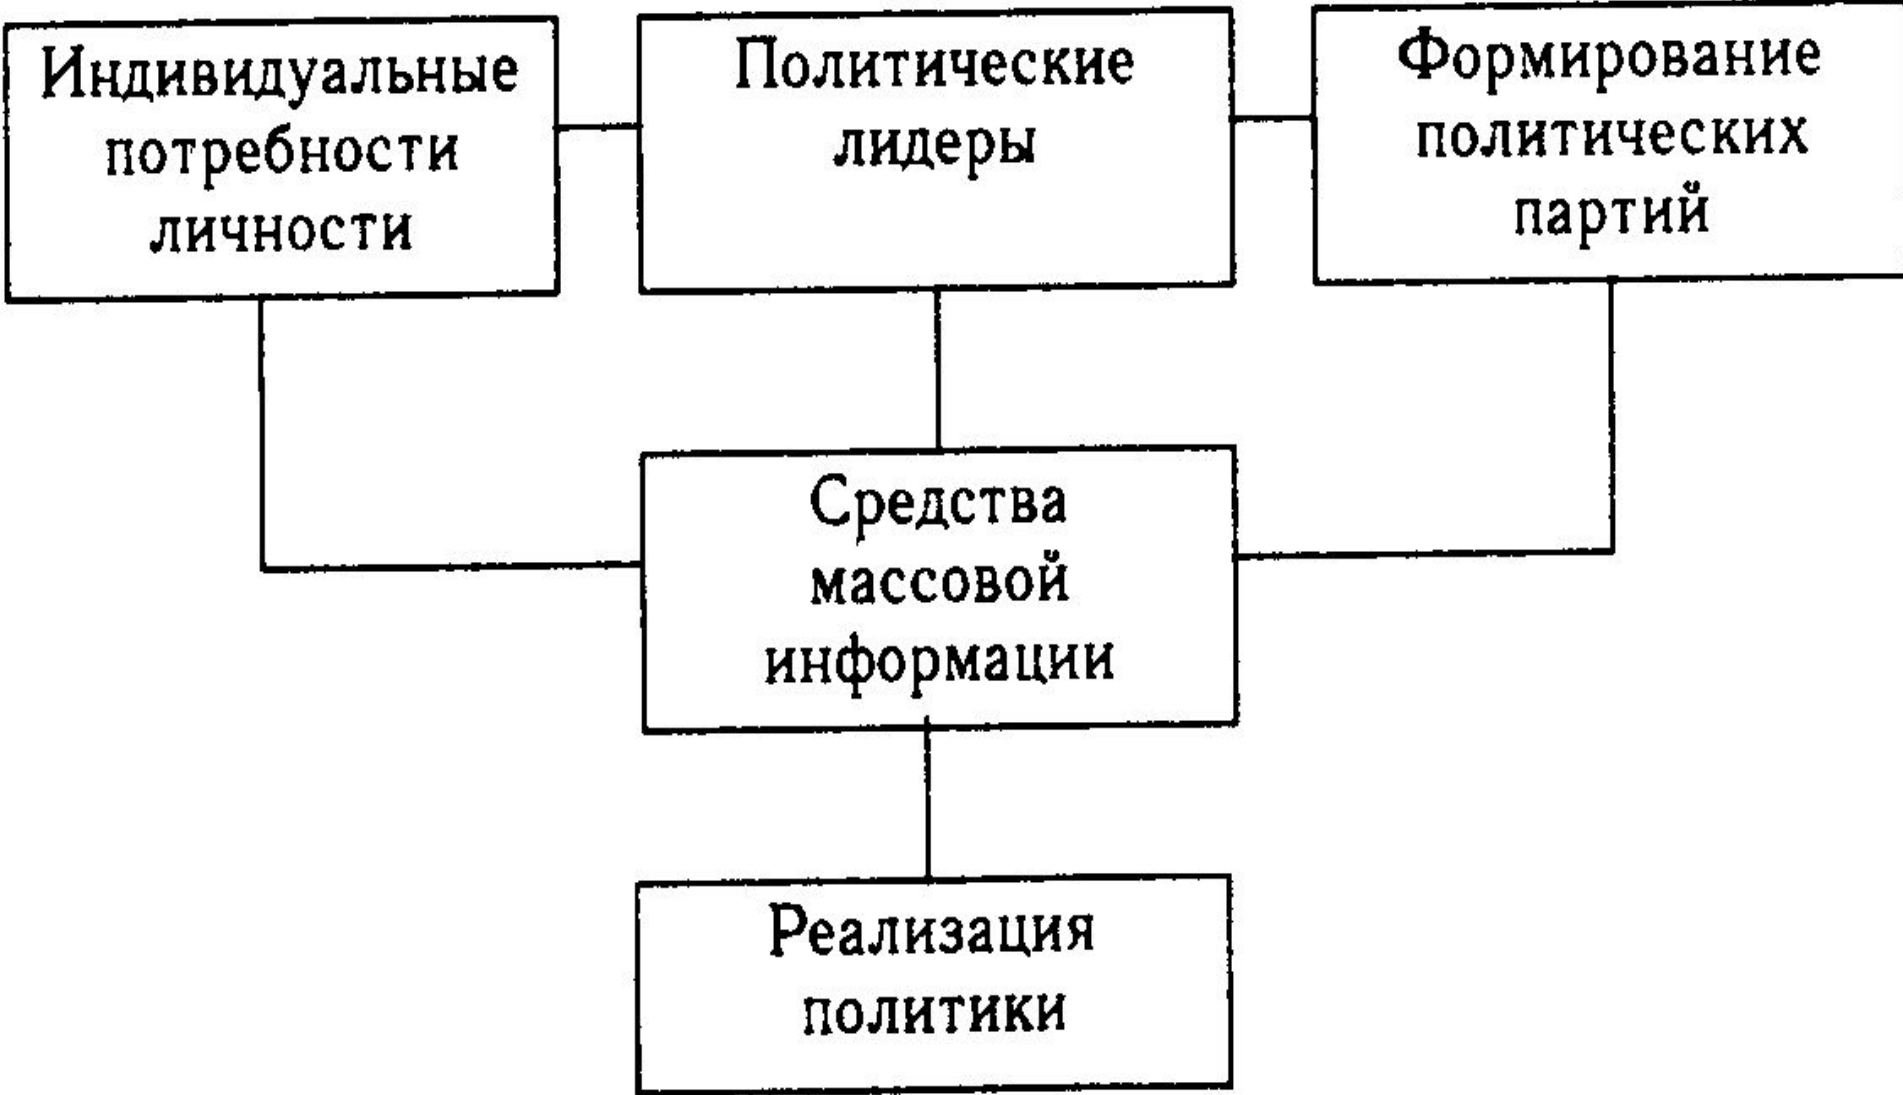 Индивидуальные
потребности
личности
Политические
лидеры
Формирование
политических
партий
Средства
массовой
информации
Реализация
политики